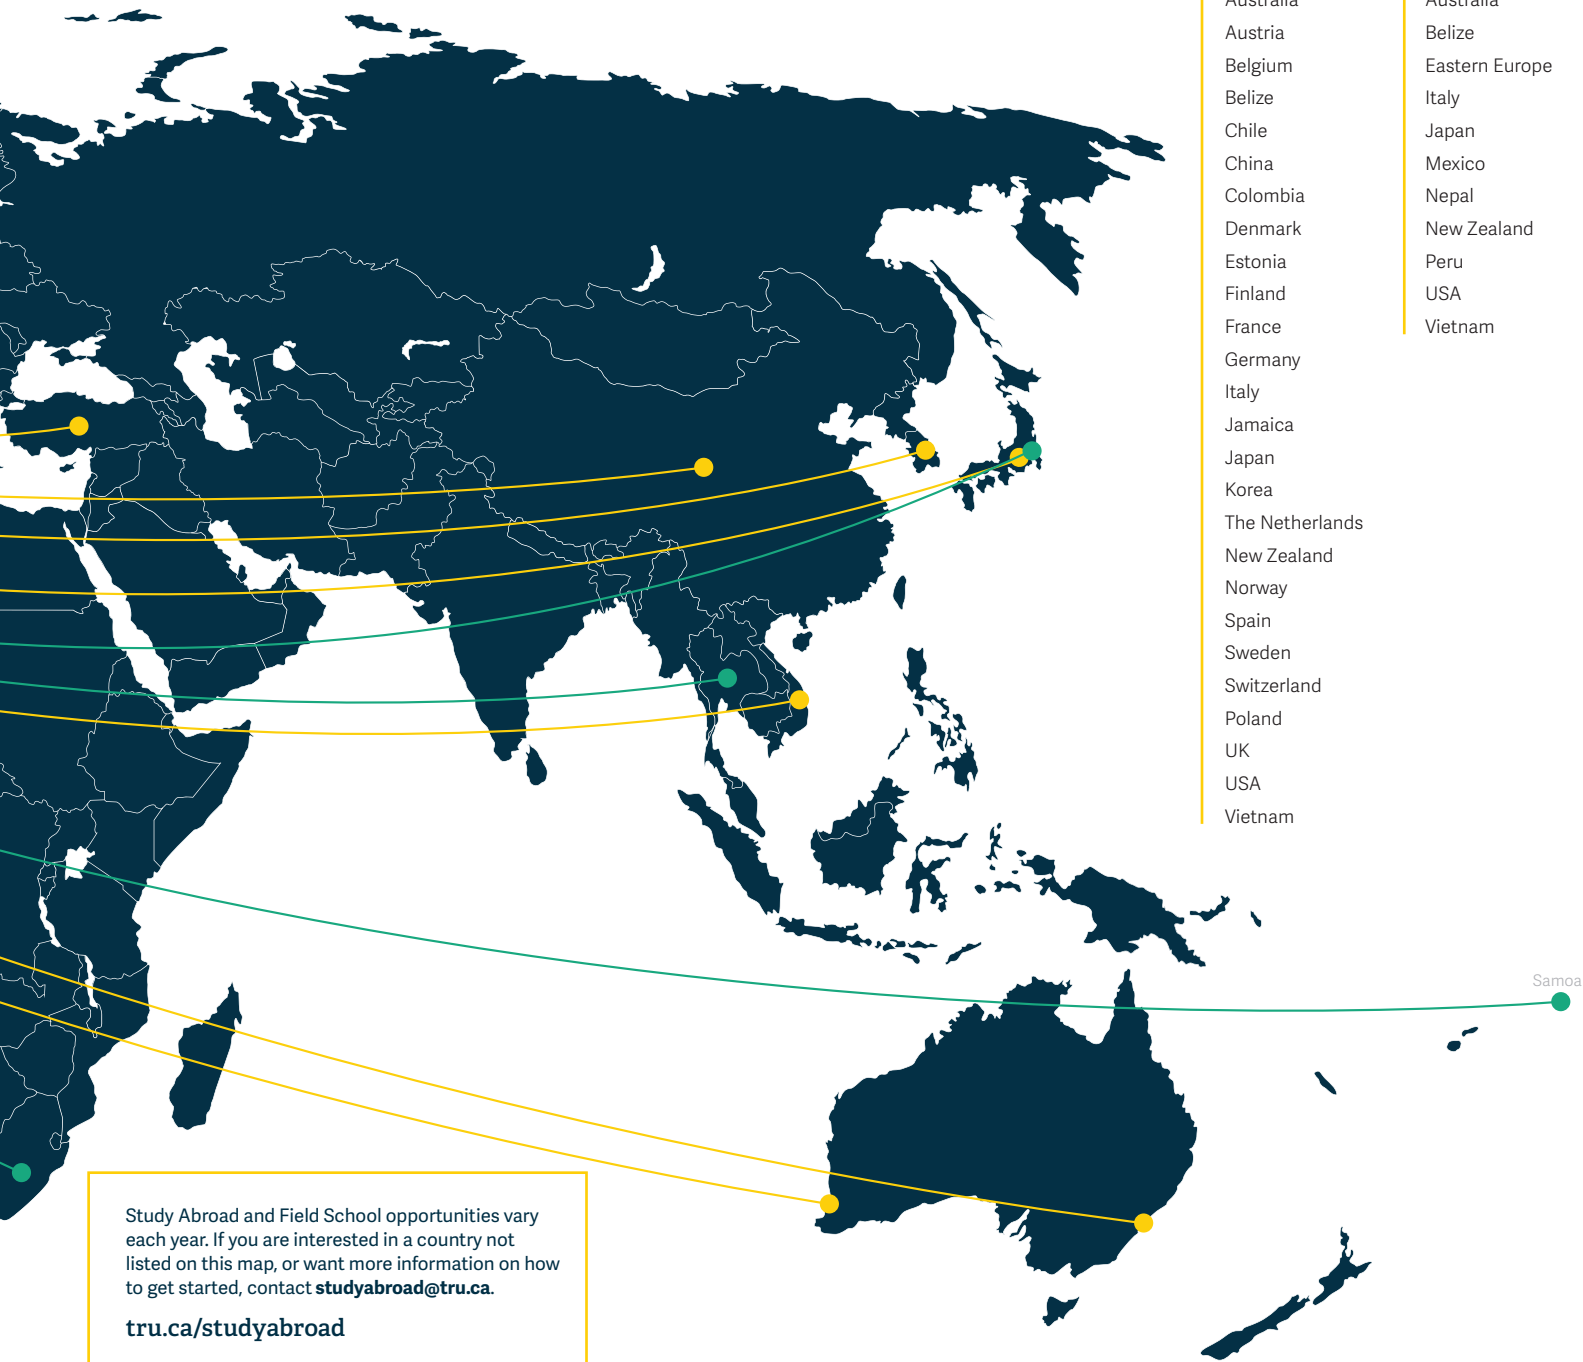 Australia
Austria
Belgium
Belize
Chile
China
Colombia
Denmark
Estonia
Finland
France
Germany
Italy
Jamaica
Japan
Korea
The Netherlands
New Zealand
Norway
Spain
Sweden
Switzerland
Poland
UK
USA
Vietnam
Australia
Belize
Eastern Europe
Italy
Japan
Mexico
Nepal
New Zealand
Peru
USA
Vietnam
Samoa
Study Abroad and Field School opportunities vary
each year. If you are interested in a country not
listed on this map, or want more information on how
to get started, contact studyabroad@tru.ca.
tru.ca/studyabroad